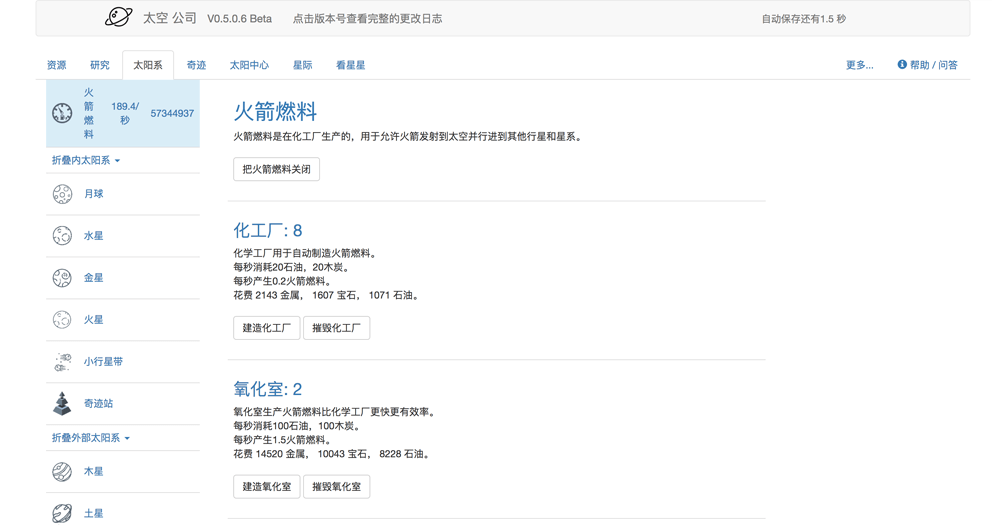 太空 公司 V0.5.0.6 Beta 点击版本号查看完整的更改日志 自动保存还有1.5 秒
资源 研究 太阳系 奇迹 太阳中心 星际 看星星 更多... 帮助 / 问答
火箭燃料 189.4/秒 57344937
折叠内太阳系
月球
水星
金星
火星
小行星带
奇迹站
折叠外部太阳系
木星
土星
火箭燃料
火箭燃料是在化工厂生产的，用于允许火箭发射到太空并行进到其他行星和星系。
把火箭燃料关闭
化工厂: 8
化学工厂用于自动制造火箭燃料。
每秒消耗20石油，20木炭。
每秒产生0.2火箭燃料。
花费 2143 金属， 1607 宝石， 1071 石油。
建造化工厂 摧毁化工厂
氧化室: 2
氧化室生产火箭燃料比化学工厂更快更有效率。
每秒消耗100石油，100木炭。
每秒产生1.5火箭燃料。
花费 14520 金属， 10043 宝石， 8228 石油。
建造氧化室 摧毁氧化室